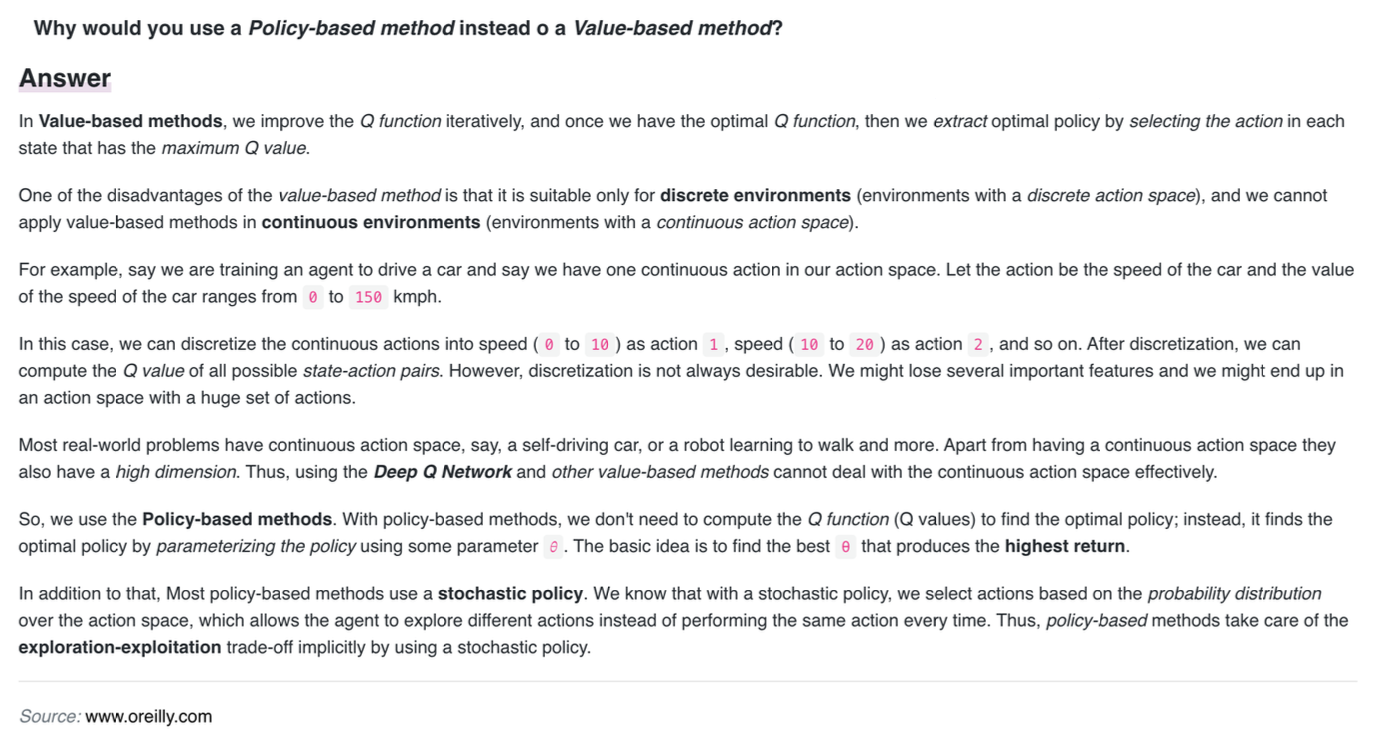 Why would you use a Policy-based method instead o a Value-based method?
Answer
In Value-based methods, we improve the Q function iteratively, and once we have the optimal Q function, then we extract optimal policy by selecting the action in each
state that has the maximum Q value.
One of the disadvantages of the value-based method is that it is suitable only for discrete environments (environments with a discrete action space), and we cannot
apply value-based methods in continuous environments (environments with a continuous action space).
For example, say we are training an agent to drive a car and say we have one continuous action in our action space. Let the action be the speed of the car and the value
of the speed of the car ranges from 0 to 150 kmph.
In this case, we can discretize the continuous actions into speed ( 0 to 10 ) as action 1 , speed ( 10 to 20 ) as action 2 , and so on. After discretization, we can
compute the Q value of all possible state-action pairs. However, discretization is not always desirable. We might lose several important features and we might end up in
an action space with a huge set of actions.
Most real-world problems have continuous action space, say, a self-driving car, or a robot learning to walk and more. Apart from having a continuous action space they
also have a high dimension. Thus, using the Deep Q Network and other value-based methods cannot deal with the continuous action space effectively.
So, we use the Policy-based methods. With policy-based methods, we don't need to compute the Q function (Q values) to find the optimal policy; instead, it finds the
optimal policy by parameterizing the policy using some parameter θ . The basic idea is to find the best θ that produces the highest return.
In addition to that, Most policy-based methods use a stochastic policy. We know that with a stochastic policy, we select actions based on the probability distribution
over the action space, which allows the agent to explore different actions instead of performing the same action every time. Thus, policy-based methods take care of the
exploration-exploitation trade-off implicitly by using a stochastic policy.
Source: www.oreilly.com